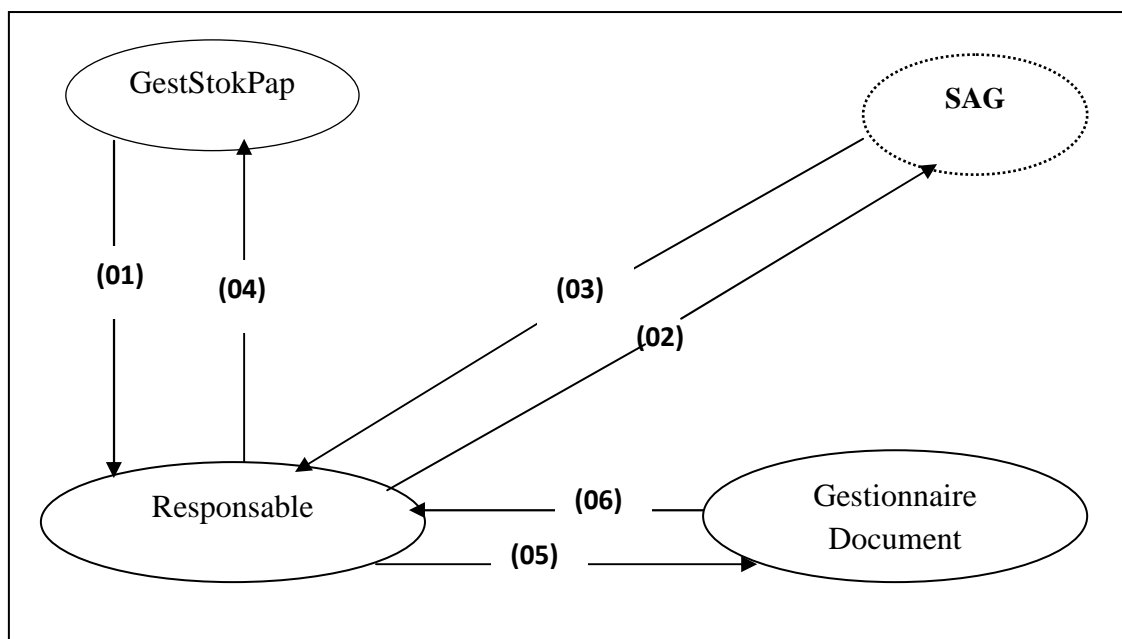 GestStokPap
SAG
(01)
(04)
(03)
(02)
Responsable
(06)
(05)
Gestionnaire
Document